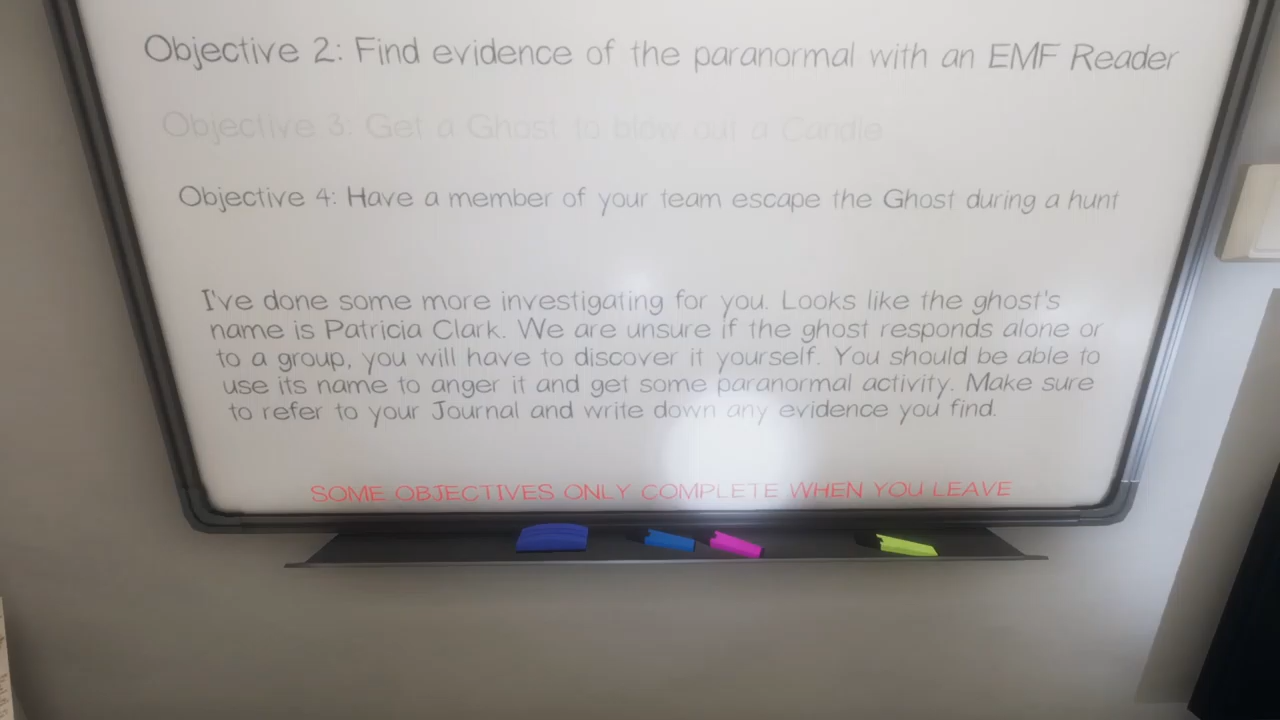 Objective 2: Find evidence of the paranormal with an EMF Reader
Objective 3: Get a Ghost to blow out a Candle
Objective 4: Have a member of your team escape the Ghost during a hunt
I've done some more investigating for you. Looks like the ghost's
name is Patricia Clark. We are unsure if the ghost responds alone or
to a group, you will have to discover it yourself. You should be able to
use its name to anger it and get some paranormal activity. Make sure
to refer to your Journal and write down any evidence you find.
SOME OBJECTIVES ONLY COMPLETE WHEN YOU LEAVE